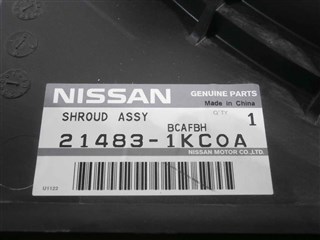 NISSAN
GENUINE PARTS
Made in China
SHROUD ASSY
Q'TY
BCAFBH
1
21483-1KC0A
NISSAN MOTOR CO.,LTD.